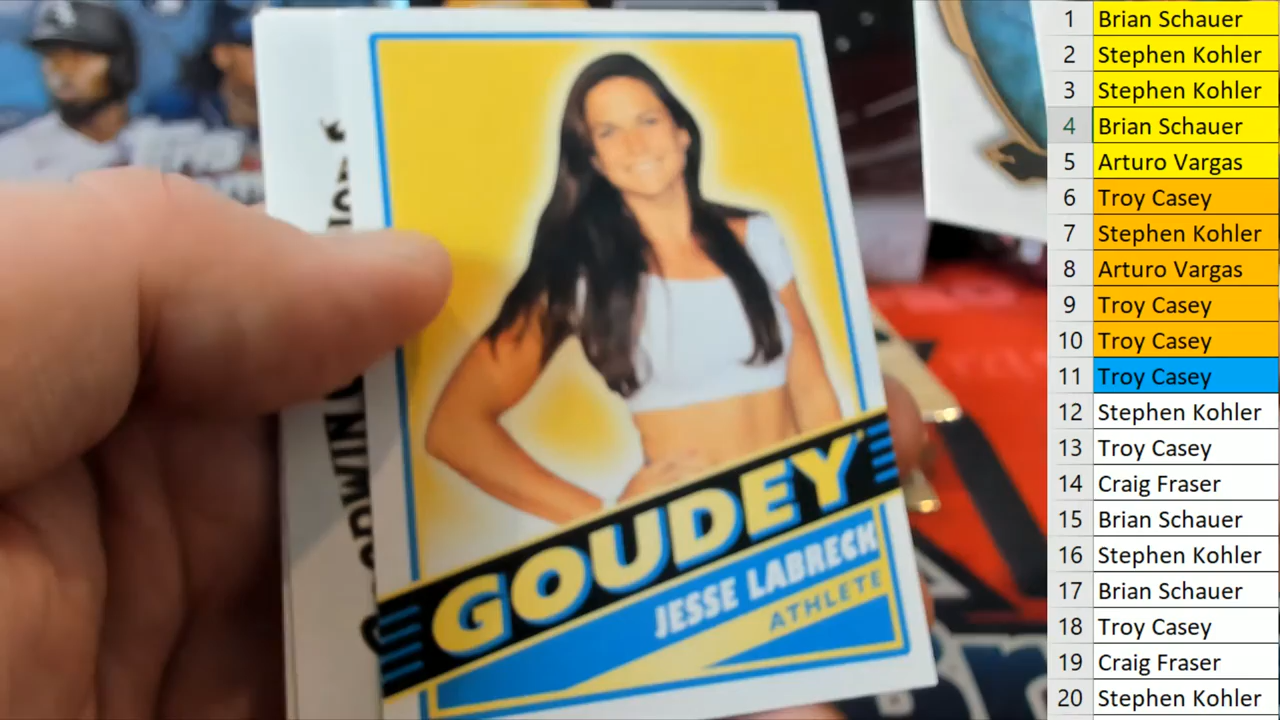 GOUDEY
JESSE LABRECK
ATHLETE
1 Brian Schauer
2 Stephen Kohler
3 Stephen Kohler
4 Brian Schauer
5 Arturo Vargas
6 Troy Casey
7 Stephen Kohler
8 Arturo Vargas
9 Troy Casey
10 Troy Casey
11 Troy Casey
12 Stephen Kohler
13 Troy Casey
14 Craig Fraser
15 Brian Schauer
16 Stephen Kohler
17 Brian Schauer
18 Troy Casey
19 Craig Fraser
20 Stephen Kohler